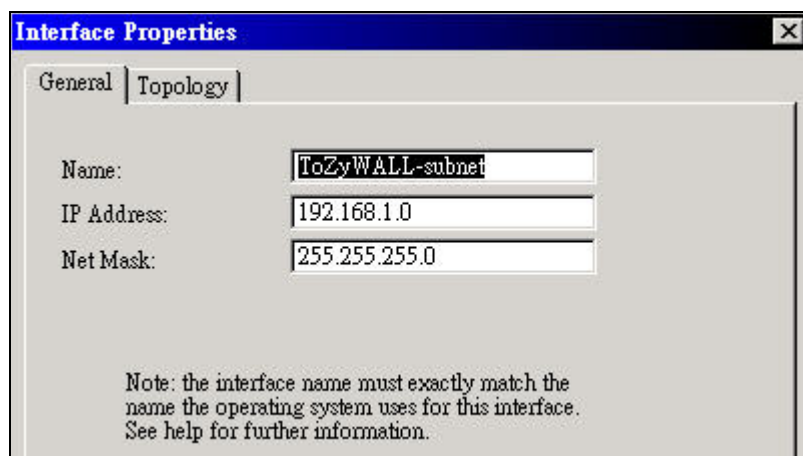 Interface Properties
General
Topology
Name:
ToZyWALL-subnet
IP Address:
192.168.1.0
Net Mask:
255.255.255.0
Note: the interface name must exactly match the
name the operating system uses for this interface.
See help for further information.